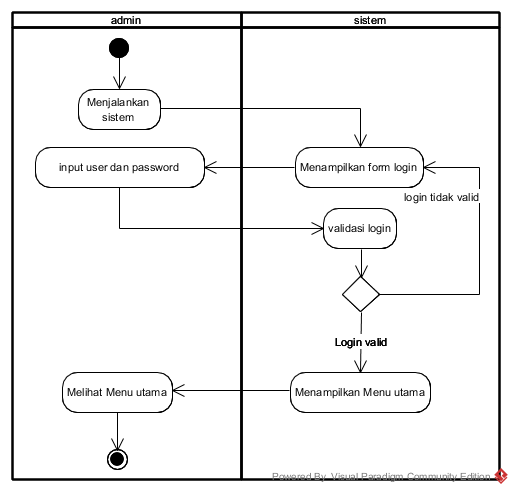 admin
sistem
Menjalankan
sistem
input user dan password
Menampilkan form login
login tidak valid
validasi login
Login valid
Melihat Menu utama
Menampilkan Menu utama
Powered By Visual Paradigm Community Edition